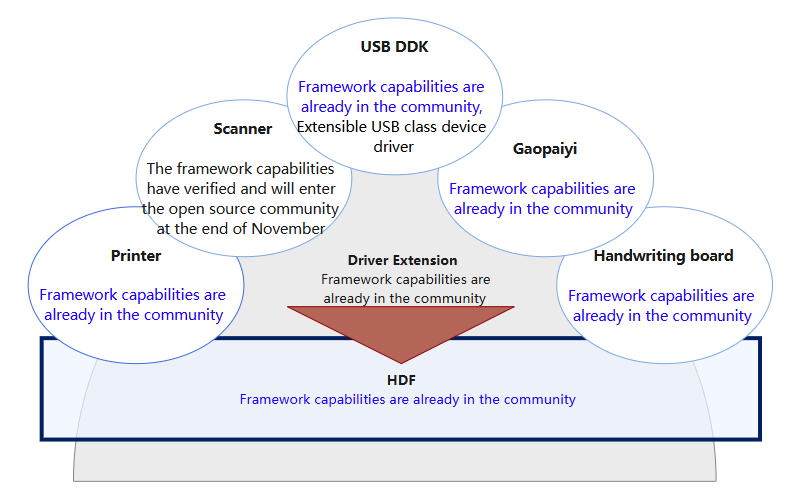 USB DDK
Framework capabilities are
already in the community,
Extensible USB class device
driver
Scanner
The framework capabilities
have verified and will enter
the open source community
at the end of November
Gaopaiyi
Framework capabilities are
already in the community
Printer
Framework capabilities are
already in the community
Driver Extension
Framework capabilities are
already in the community
Handwriting board
Framework capabilities are
already in the community
HDF
Framework capabilities are already in the community